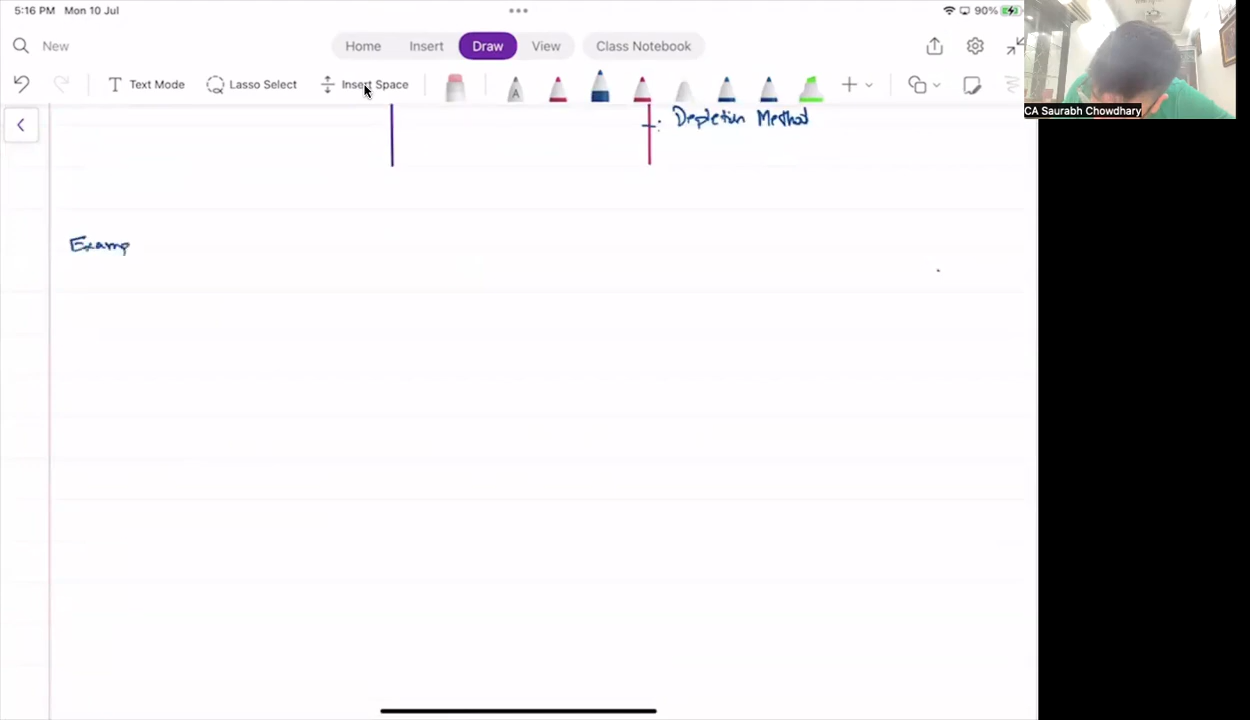 5:16 PM Mon 10 Jul
90%
New
Home Insert Draw View Class Notebook
Text Mode Lasso Select Insert Space
A
CA Saurabh Chowdhary
: Depletion Method
Examp